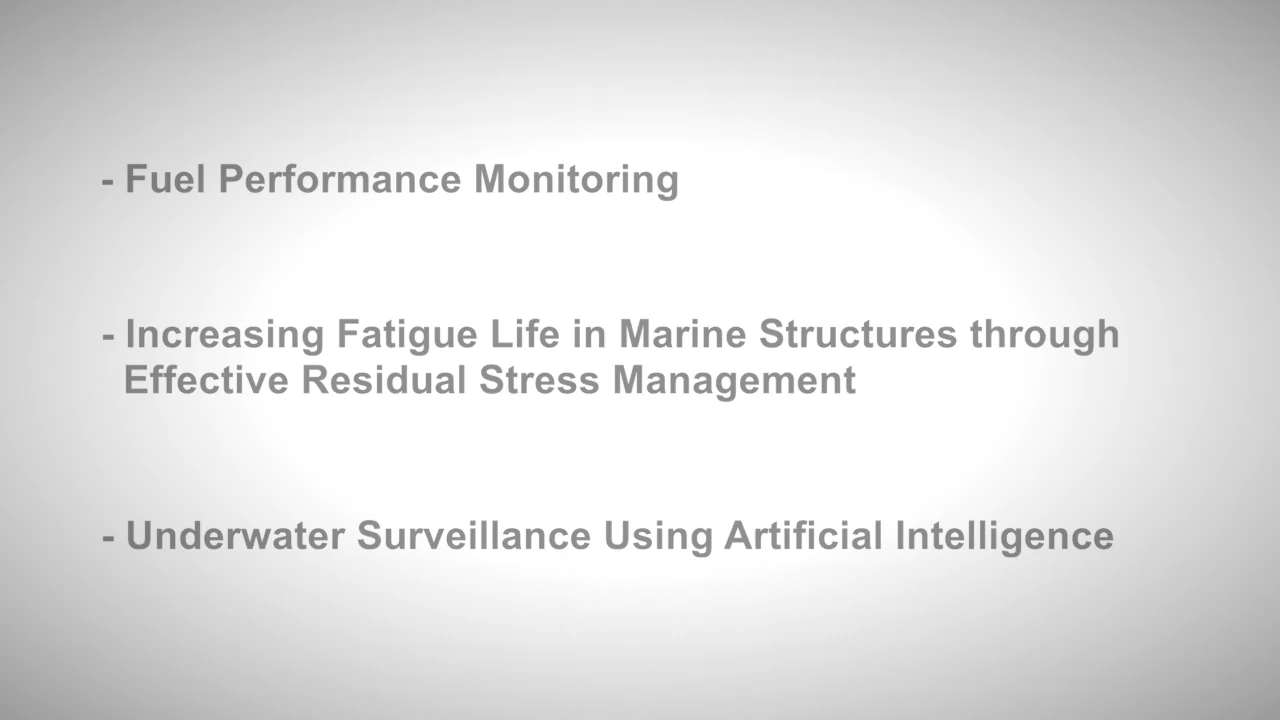 - Fuel Performance Monitoring
- Increasing Fatigue Life in Marine Structures through
Effective Residual Stress Management
- Underwater Surveillance Using Artificial Intelligence